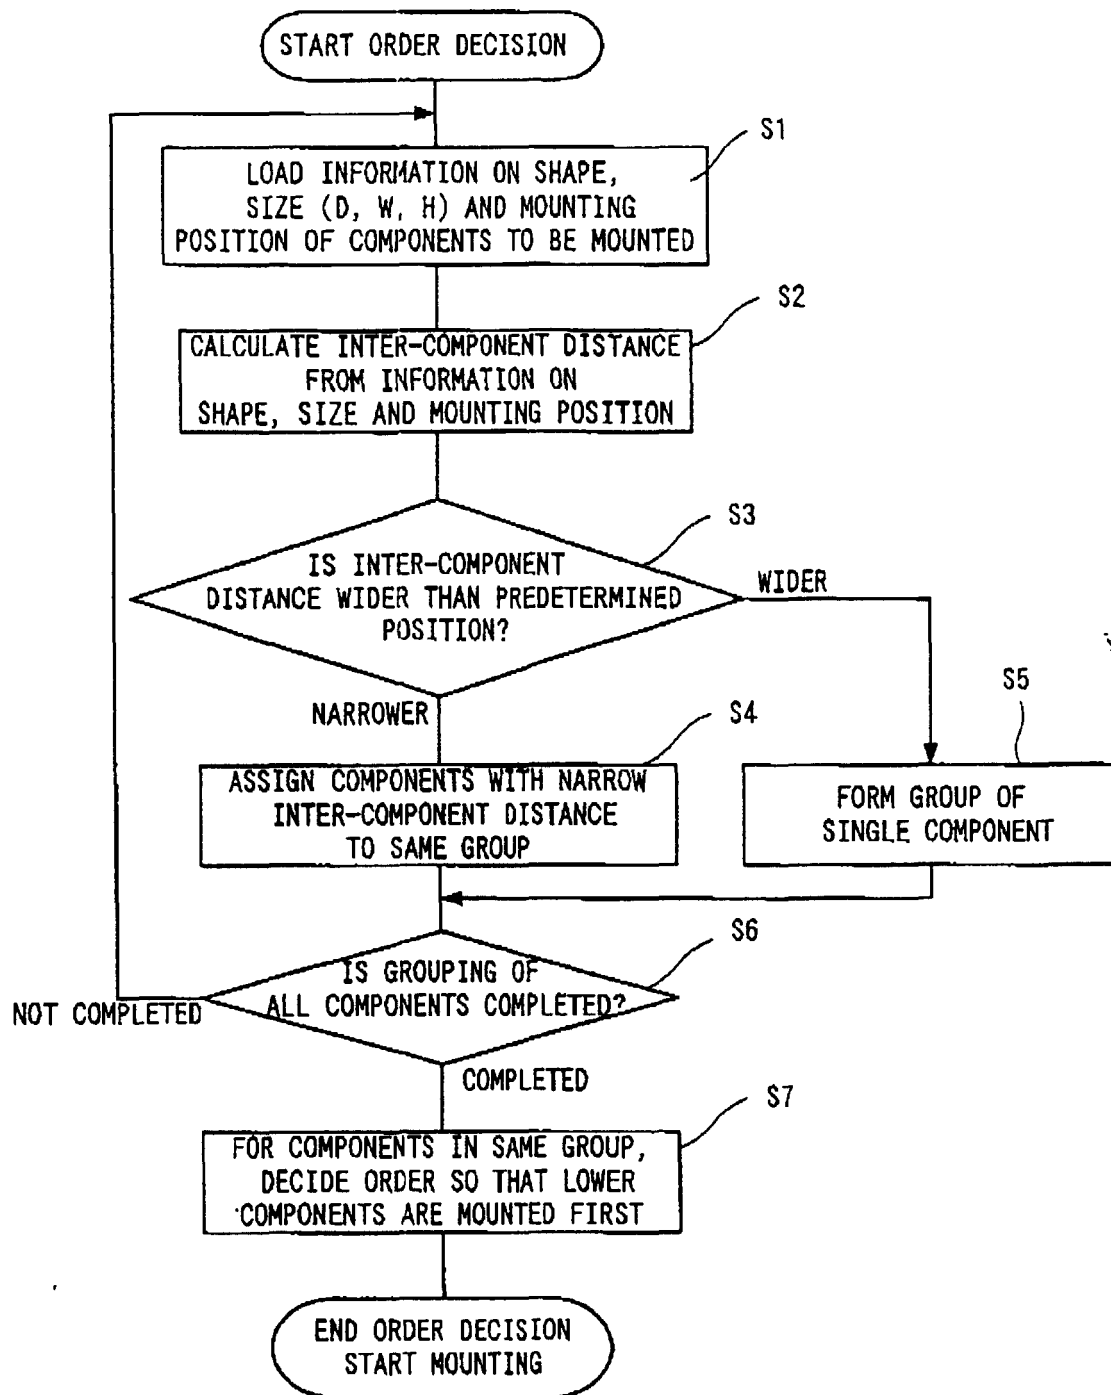 START ORDER DECISION
S1
LOAD INFORMATION ON SHAPE,
SIZE (D, W, H) AND MOUNTING
POSITION OF COMPONENTS TO BE MOUNTED
S2
CALCULATE INTER-COMPONENT DISTANCE
FROM INFORMATION ON
SHAPE, SIZE AND MOUNTING POSITION
S3
IS INTER-COMPONENT
DISTANCE WIDER THAN PREDETERMINED
POSITION?
WIDER
NARROWER
S4
ASSIGN COMPONENTS WITH NARROW
INTER-COMPONENT DISTANCE
TO SAME GROUP
S5
FORM GROUP OF
SINGLE COMPONENT
S6
IS GROUPING OF
ALL COMPONENTS COMPLETED?
NOT COMPLETED
COMPLETED
S7
FOR COMPONENTS IN SAME GROUP,
DECIDE ORDER SO THAT LOWER
COMPONENTS ARE MOUNTED FIRST
END ORDER DECISION
START MOUNTING